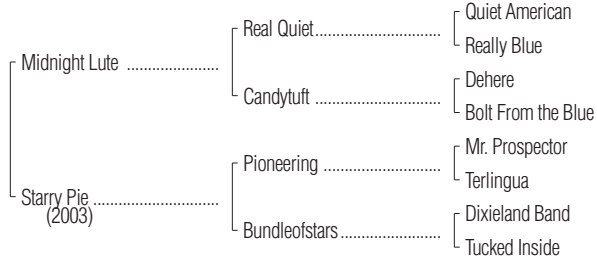 Quiet American
Real Quiet
Really Blue
Midnight Lute
Dehere
Candytuft
Bolt From the Blue
Mr. Prospector
Pioneering
Terlingua
Starry Pie
(2003)
Dixieland Band
Bundleofstars
Tucked Inside